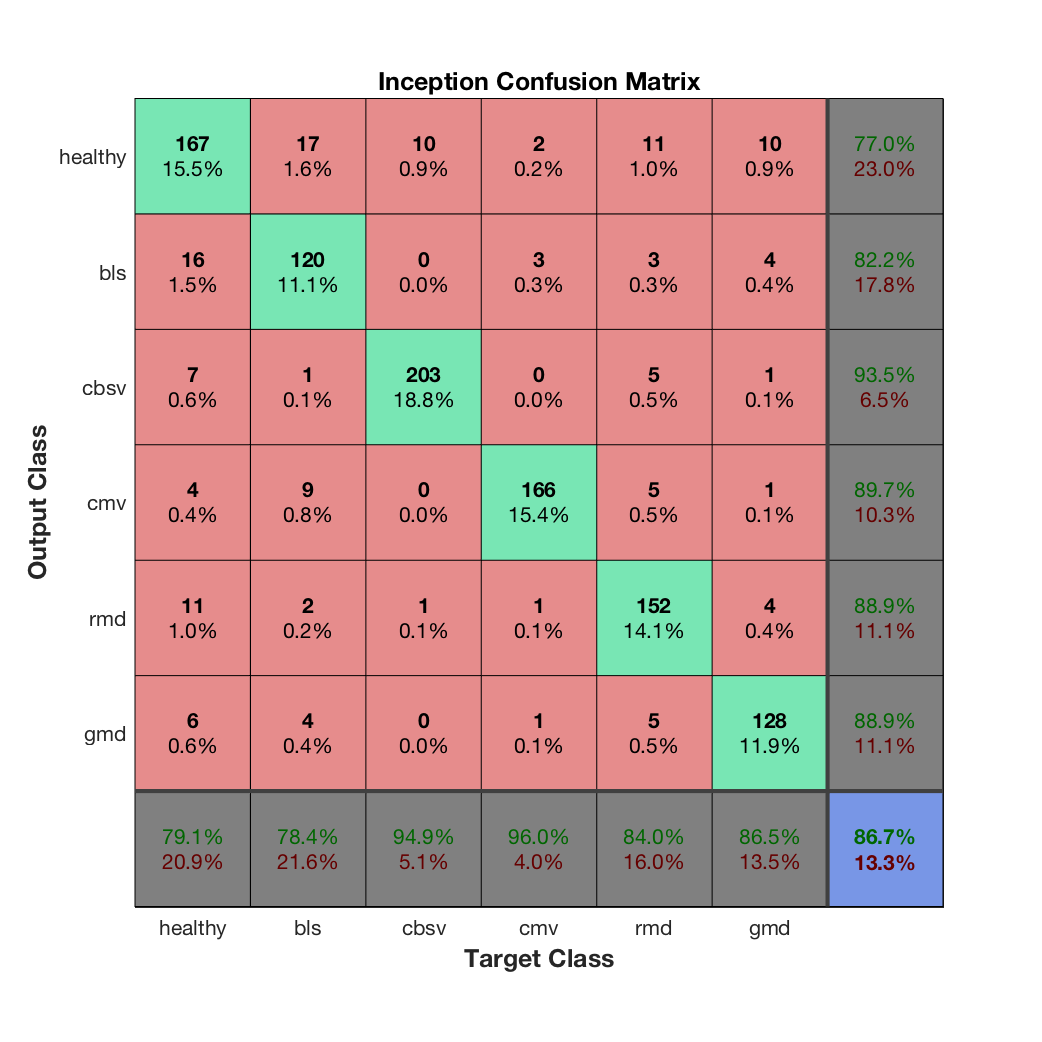 Inception Confusion Matrix
healthy 167 17 10 2 11 10 77.0%
15.5% 1.6% 0.9% 0.2% 1.0% 0.9% 23.0%
bls 16 120 0 3 3 4 82.2%
1.5% 11.1% 0.0% 0.3% 0.3% 0.4% 17.8%
cbsv 7 1 203 0 5 1 93.5%
0.6% 0.1% 18.8% 0.0% 0.5% 0.1% 6.5%
cmv 4 9 0 166 5 1 89.7%
0.4% 0.8% 0.0% 15.4% 0.5% 0.1% 10.3%
rmd 11 2 1 1 152 4 88.9%
1.0% 0.2% 0.1% 0.1% 14.1% 0.4% 11.1%
gmd 6 4 0 1 5 128 88.9%
0.6% 0.4% 0.0% 0.1% 0.5% 11.9% 11.1%
79.1% 78.4% 94.9% 96.0% 84.0% 86.5% 86.7%
20.9% 21.6% 5.1% 4.0% 16.0% 13.5% 13.3%
healthy bls cbsv cmv rmd gmd
Target Class
Output Class